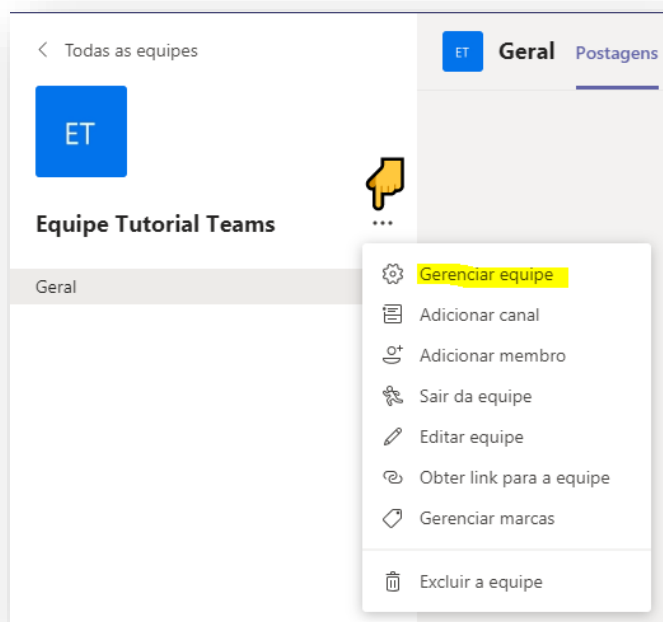 Todas as equipes
ET
Geral Postagens
ET
Equipe Tutorial Teams
...
Geral
Gerenciar equipe
Adicionar canal
Adicionar membro
Sair da equipe
Editar equipe
Obter link para a equipe
Gerenciar marcas
Excluir a equipe